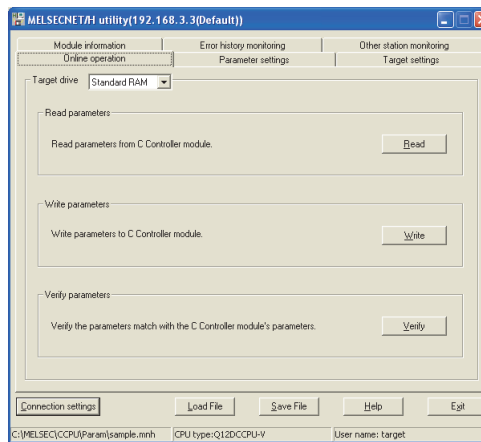 MELSECNET/H utility(192.168.3.3(Default))
Module information Error history monitoring Other station monitoring
Online operation Parameter settings Target settings
Target drive Standard RAM
Read parameters
Read parameters from C Controller module. Read
Write parameters
Write parameters to C Controller module. Write
Verify parameters
Verify the parameters match with the C Controller module's parameters. Verify
Connection settings Load File Save File Help Exit
C:\MELSEC\CCPU\Param\sample.mnh CPU type:Q12DCCPU-V User name: target